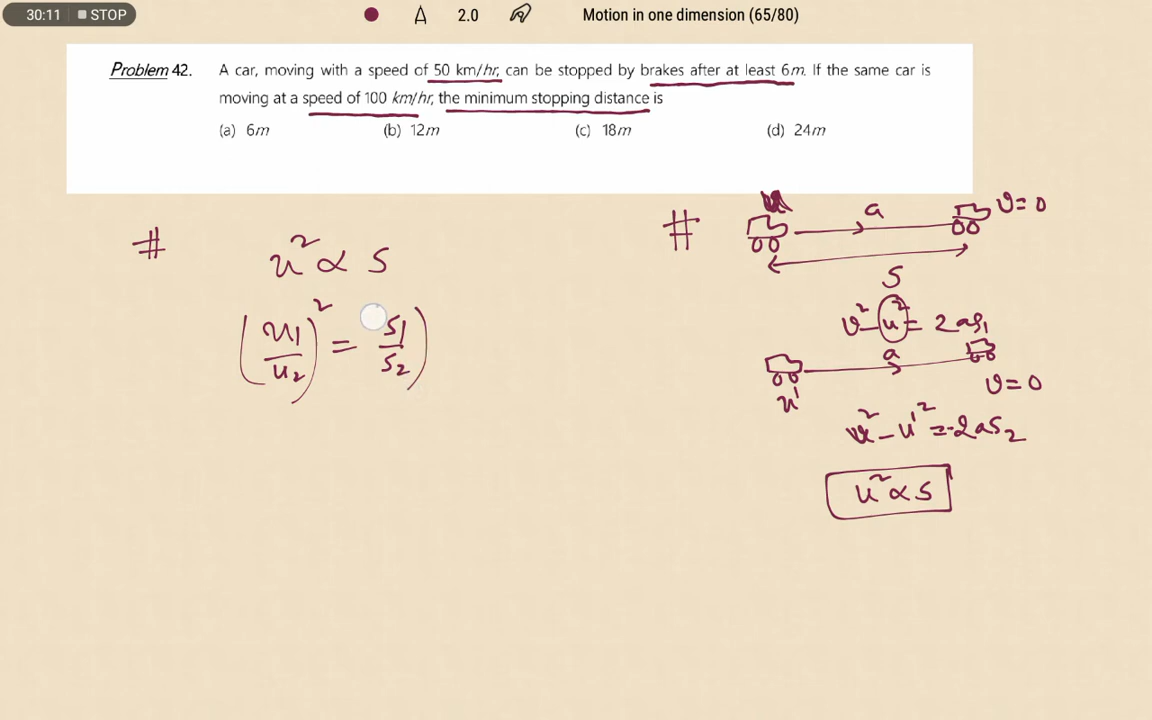 30:11 STOP 2.0 Motion in one dimension (65/80)
Problem 42. A car, moving with a speed of 50 km/hr, can be stopped by brakes after at least 6m. If the same car is
moving at a speed of 100 km/hr, the minimum stopping distance is
(a) 6m (b) 12m (c) 18m (d) 24m
# u² ∝ s
(u1/u2)² = s1/s2)
# a v=0
S
v² - u² = 2as1
a
u' v=0
v² - u'² = -2as2
u² ∝ s